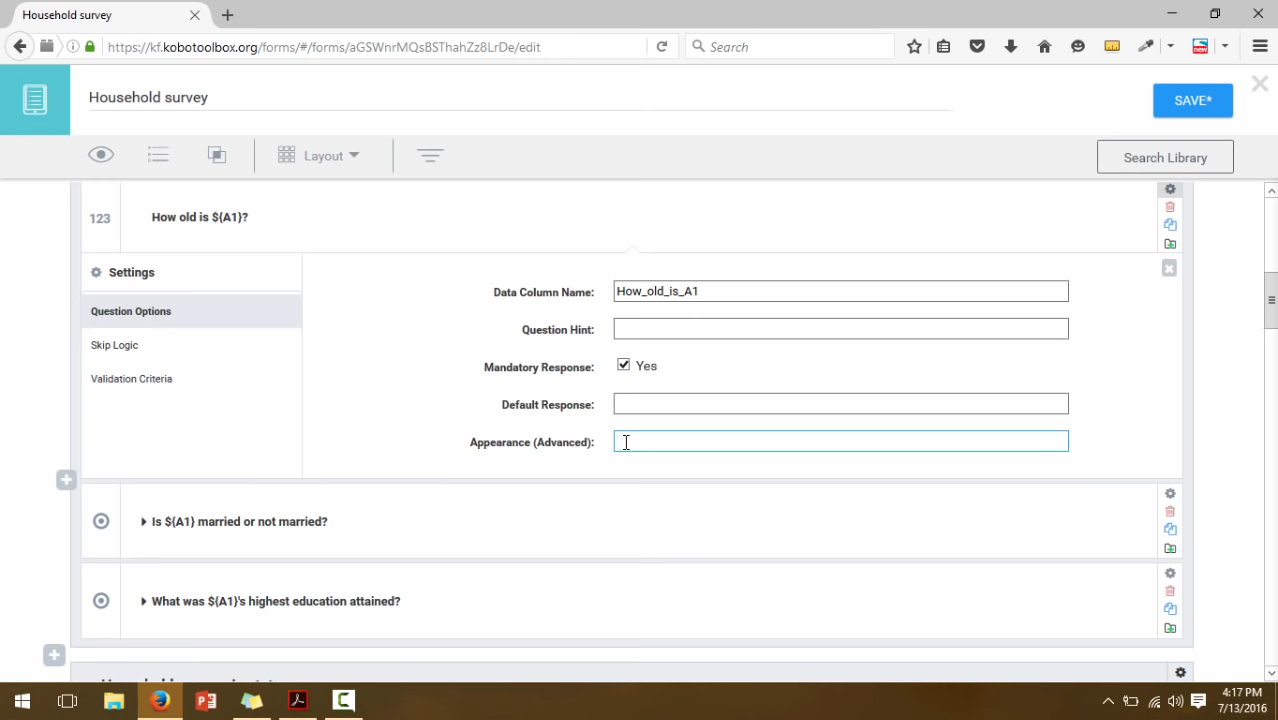 Household survey
https://kf.kobotoolbox.org/forms/#/forms/aGSWnrMQsBSThahZz8LrDe/edit
Search
new
Household survey
SAVE*
Layout
Search Library
123
How old is ${A1}?
Settings
Question Options
Skip Logic
Validation Criteria
Data Column Name:
How_old_is_A1
Question Hint:
Mandatory Response:
Yes
Default Response:
Appearance (Advanced):
Is ${A1} married or not married?
What was ${A1}'s highest education attained?
4:17 PM
7/13/2016